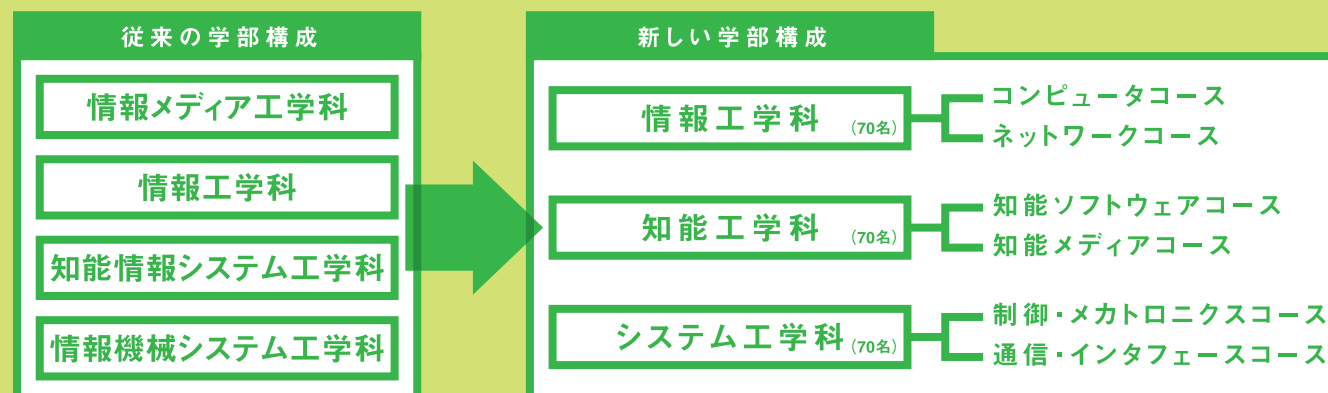 従来の学部構成
情報メディア工学科
情報工学科
知能情報システム工学科
情報機械システム工学科
新しい学部構成
情報工学科 (70名)
コンピュータコース
ネットワークコース
知能工学科 (70名)
知能ソフトウェアコース
知能メディアコース
システム工学科 (70名)
制御・メカトロニクスコース
通信・インタフェースコース